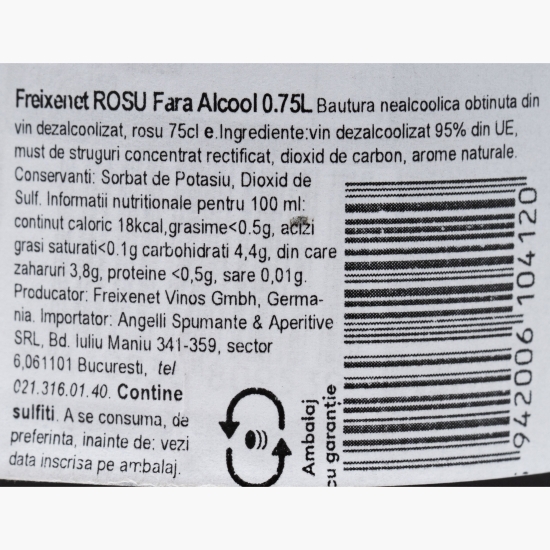 Freixenet ROSU Fara Alcool 0.75L Bautura nealcoolica obtinuta din
vin dezalcoolizat, rosu 75cl e.Ingrediente:vin dezalcoolizat 95% din UE,
must de struguri concentrat rectificat, dioxid de carbon, arome naturale.
Conservanti: Sorbat de Potasiu, Dioxid de
Sulf. Informatii nutritionale pentru 100 ml:
continut caloric 18kcal,grasime<0.5g, acizi
grasi saturati<0.1g carbohidrati 4,4g, din care
zaharuri 3,8g, proteine <0,5g, sare 0,01g.
Producator: Freixenet Vinos Gmbh, Germa-
nia. Importator: Angelli Spumante & Aperitive
SRL, Bd. Iuliu Maniu 341-359, sector
6,061101 Bucuresti, tel
021.316.01.40. Contine
sulfiti. A se consuma, de
preferinta, inainte de: vezi
data inscrisa pe ambalaj.
Ambalaj
cu garanție
942006 104120